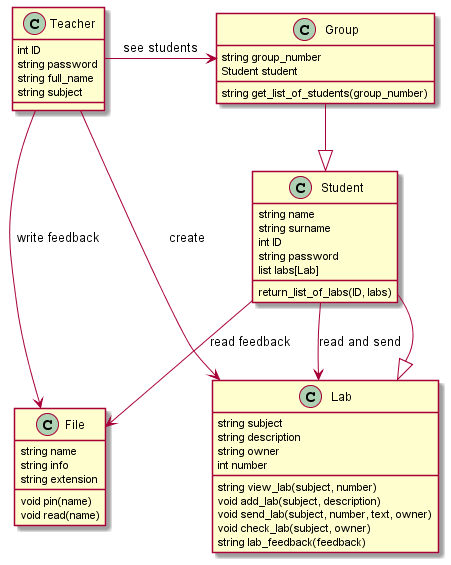 C Teacher
int ID
string password
string full_name
string subject
see students
C Group
string group_number
Student student
string get_list_of_students(group_number)
C Student
string name
string surname
int ID
string password
list labs[Lab]
return_list_of_labs(ID, labs)
write feedback
create
read feedback
read and send
C File
string name
string info
string extension
void pin(name)
void read(name)
C Lab
string subject
string description
string owner
int number
string view_lab(subject, number)
void add_lab(subject, description)
void send_lab(subject, number, text, owner)
void check_lab(subject, owner)
string lab_feedback(feedback)